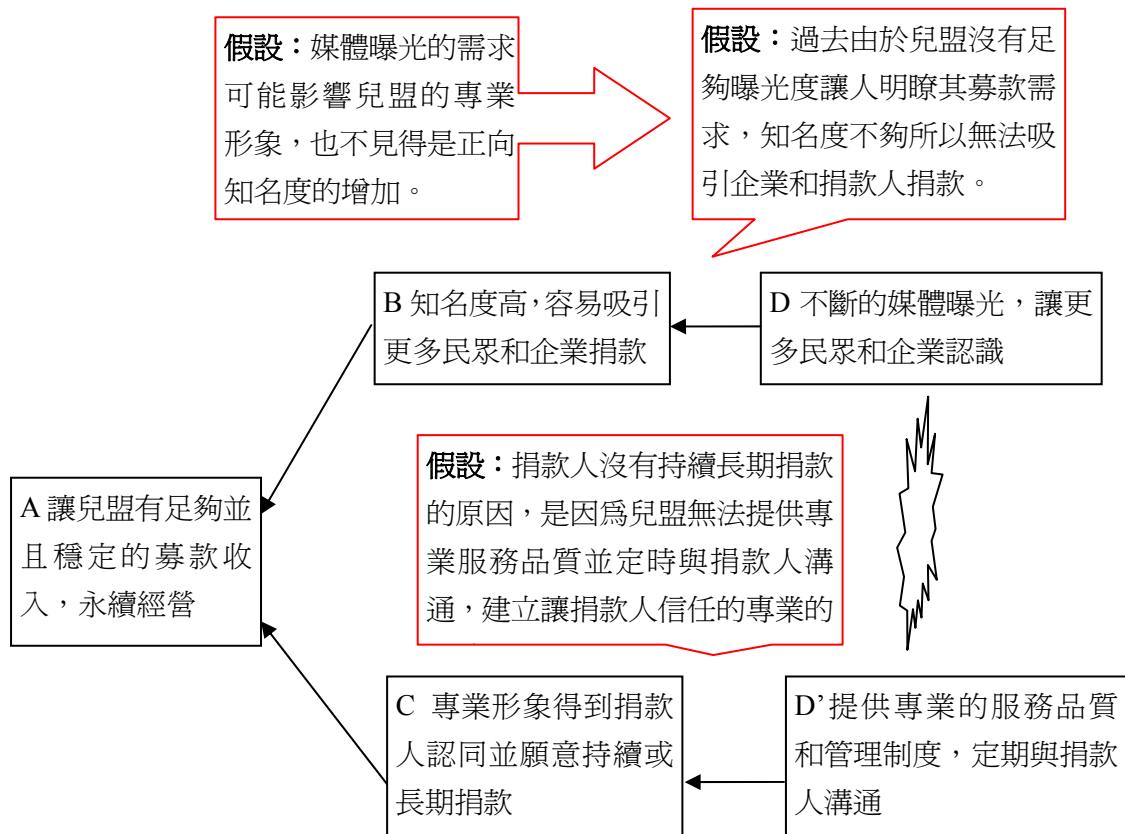 假設：媒體曝光的需求
可能影響兒盟的專業
形象，也不見得是正向
知名度的增加。
假設：過去由於兒盟沒有足
夠曝光度讓人明瞭其募款需
求，知名度不夠所以無法吸
引企業和捐款人捐款。
B 知名度高，容易吸引
更多民眾和企業捐款
D 不斷的媒體曝光，讓更
多民眾和企業認識
假設：捐款人沒有持續長期捐款
的原因，是因為兒盟無法提供專
業服務品質並定時與捐款人溝
通，建立讓捐款人信任的專業的
A 讓兒盟有足夠並
且穩定的募款收
入，永續經營
C 專業形象得到捐款
人認同並願意持續或
長期捐款
D’提供專業的服務品質
和管理制度，定期與捐款
人溝通